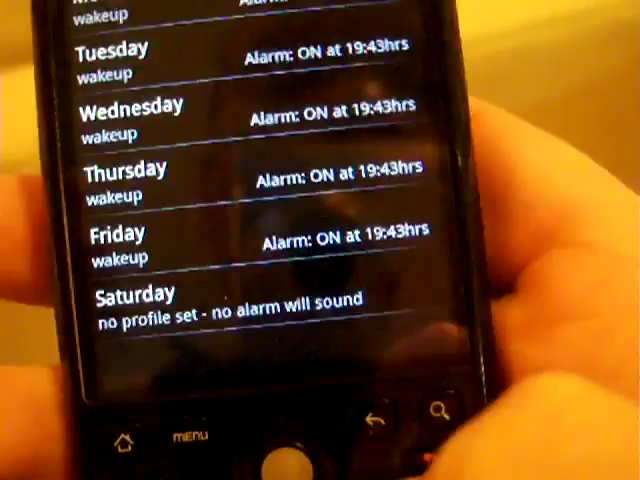 wakeup
Tuesday
Alarm: ON at 19:43hrs
wakeup
Wednesday
Alarm: ON at 19:43hrs
wakeup
Thursday
Alarm: ON at 19:43hrs
wakeup
Friday
Alarm: ON at 19:43hrs
wakeup
Saturday
no profile set - no alarm will sound
MENU